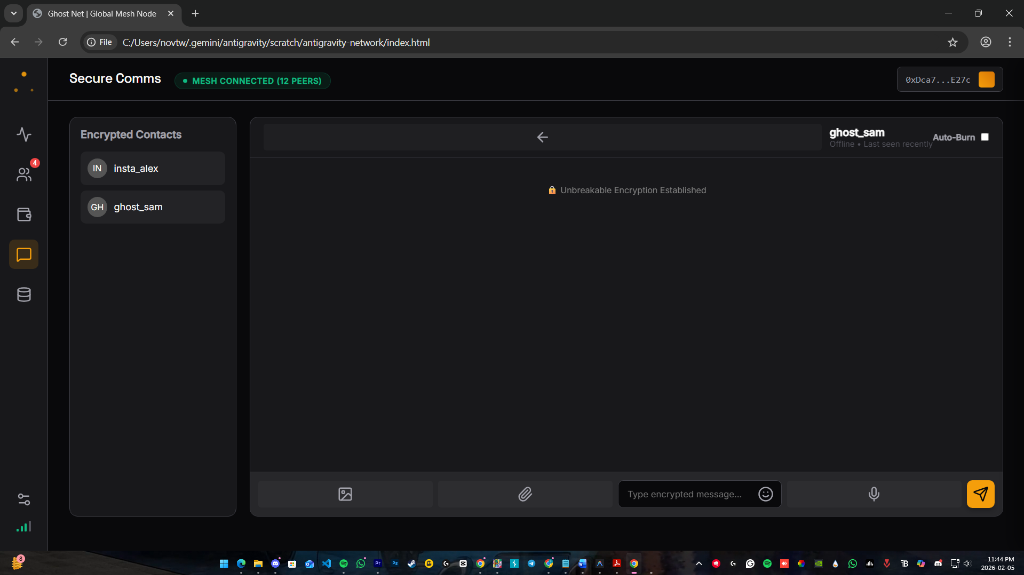 Ghost Net | Global Mesh Node
File
C:/Users/novtw/.gemini/antigravity/scratch/antigravity network/index.html
Secure Comms
MESH CONNECTED (12 PEERS)
0xDca7...E27c
4
Encrypted Contacts
IN
insta_alex
GH
ghost_sam
ghost_sam
Offline • Last seen recently
Auto-Burn
Unbreakable Encryption Established
Type encrypted message...
11:44 PM
2026-02-05